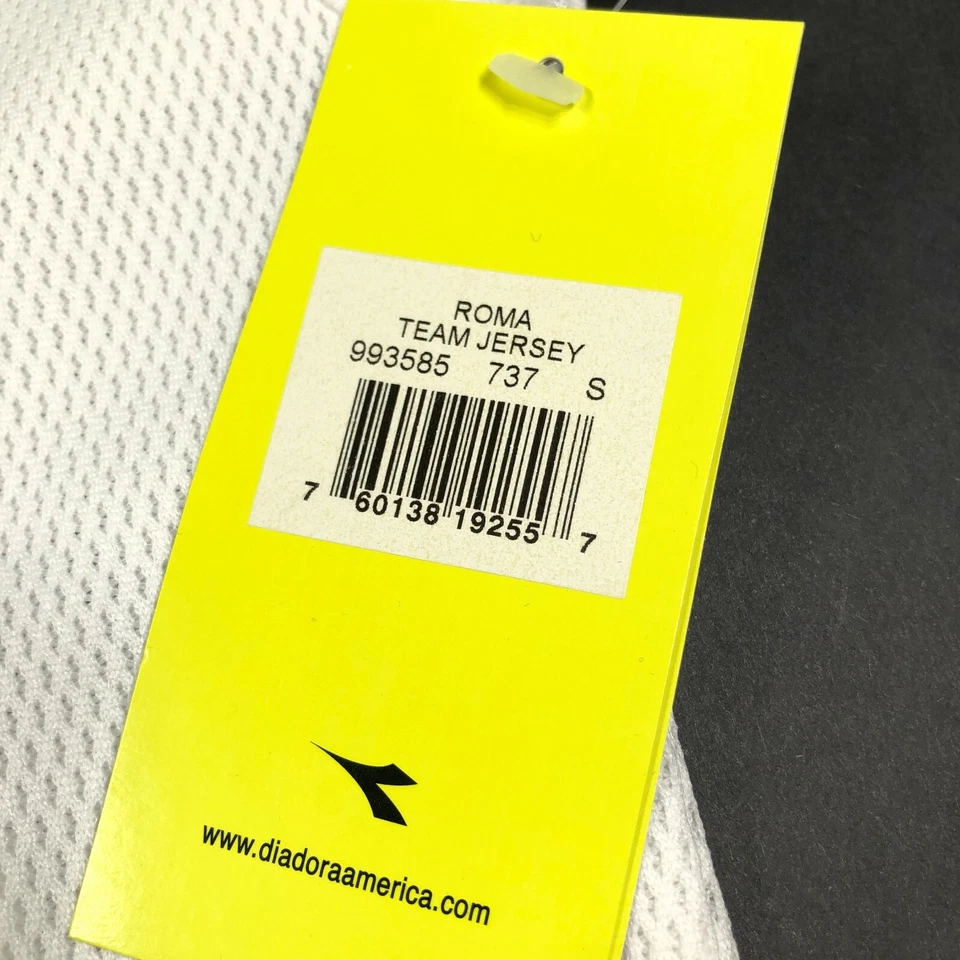 ROMA
TEAM JERSEY
993585 737 S
7 60138 19255 7
www.diadoraamerica.com